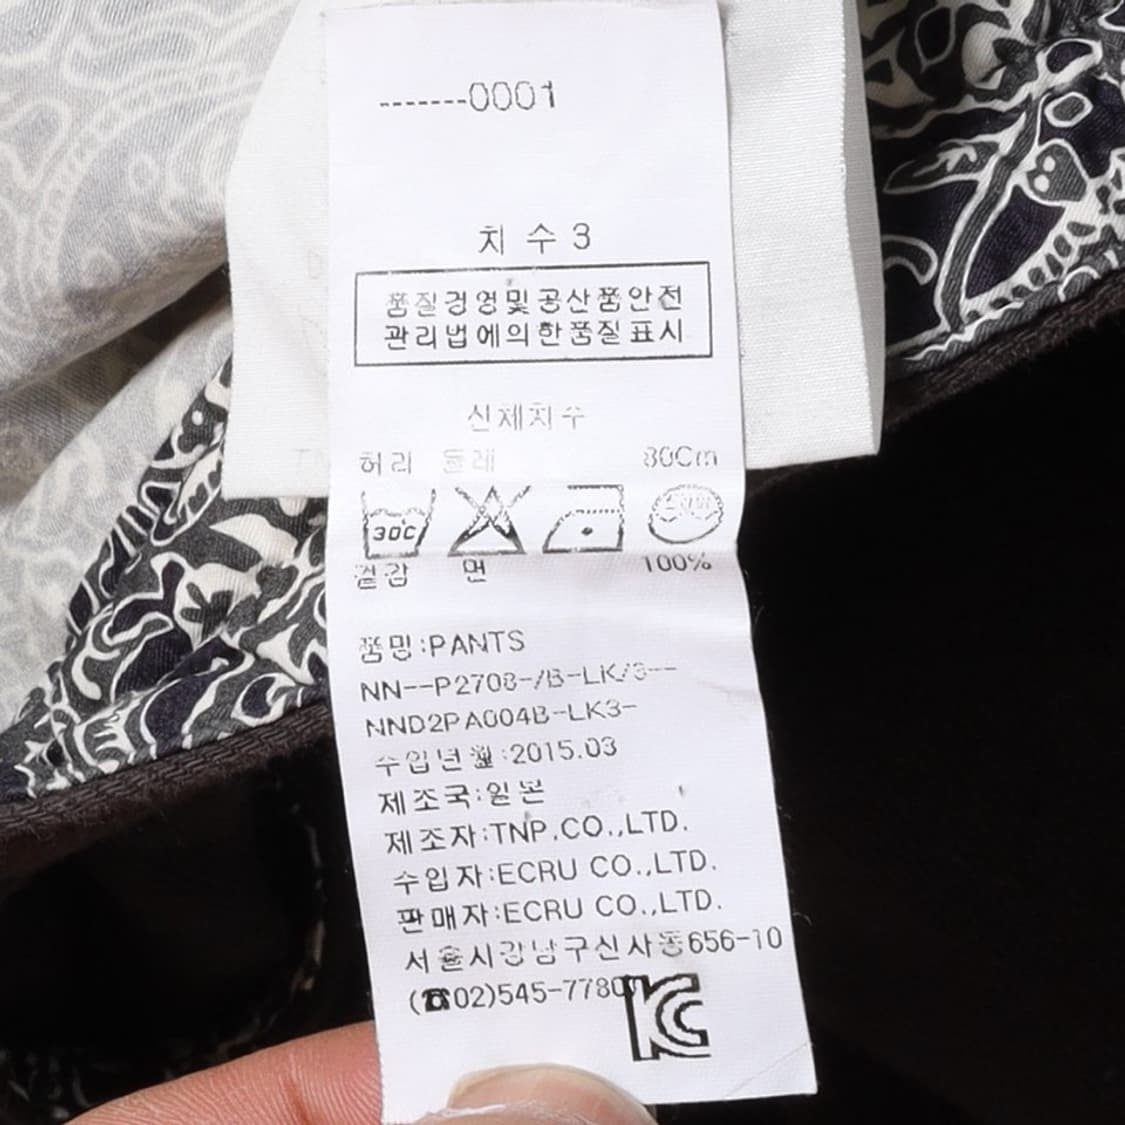 -------0001
치 수 3
품질경영및공산품안전
관리법에의한품질표시
신체치수
허리 둘레 80Cm
30℃
겉감 면 100%
품명:PANTS
NN--P2708-/B-LK/3--
NND2PA004B-LK3-
수입년월:2015.03
제조국:일본
제조자:TNP.CO.,LTD.
수입자:ECRU CO.,LTD.
판매자:ECRU CO.,LTD.
서울시강남구신사동656-10
(☎02)545-7780
KC